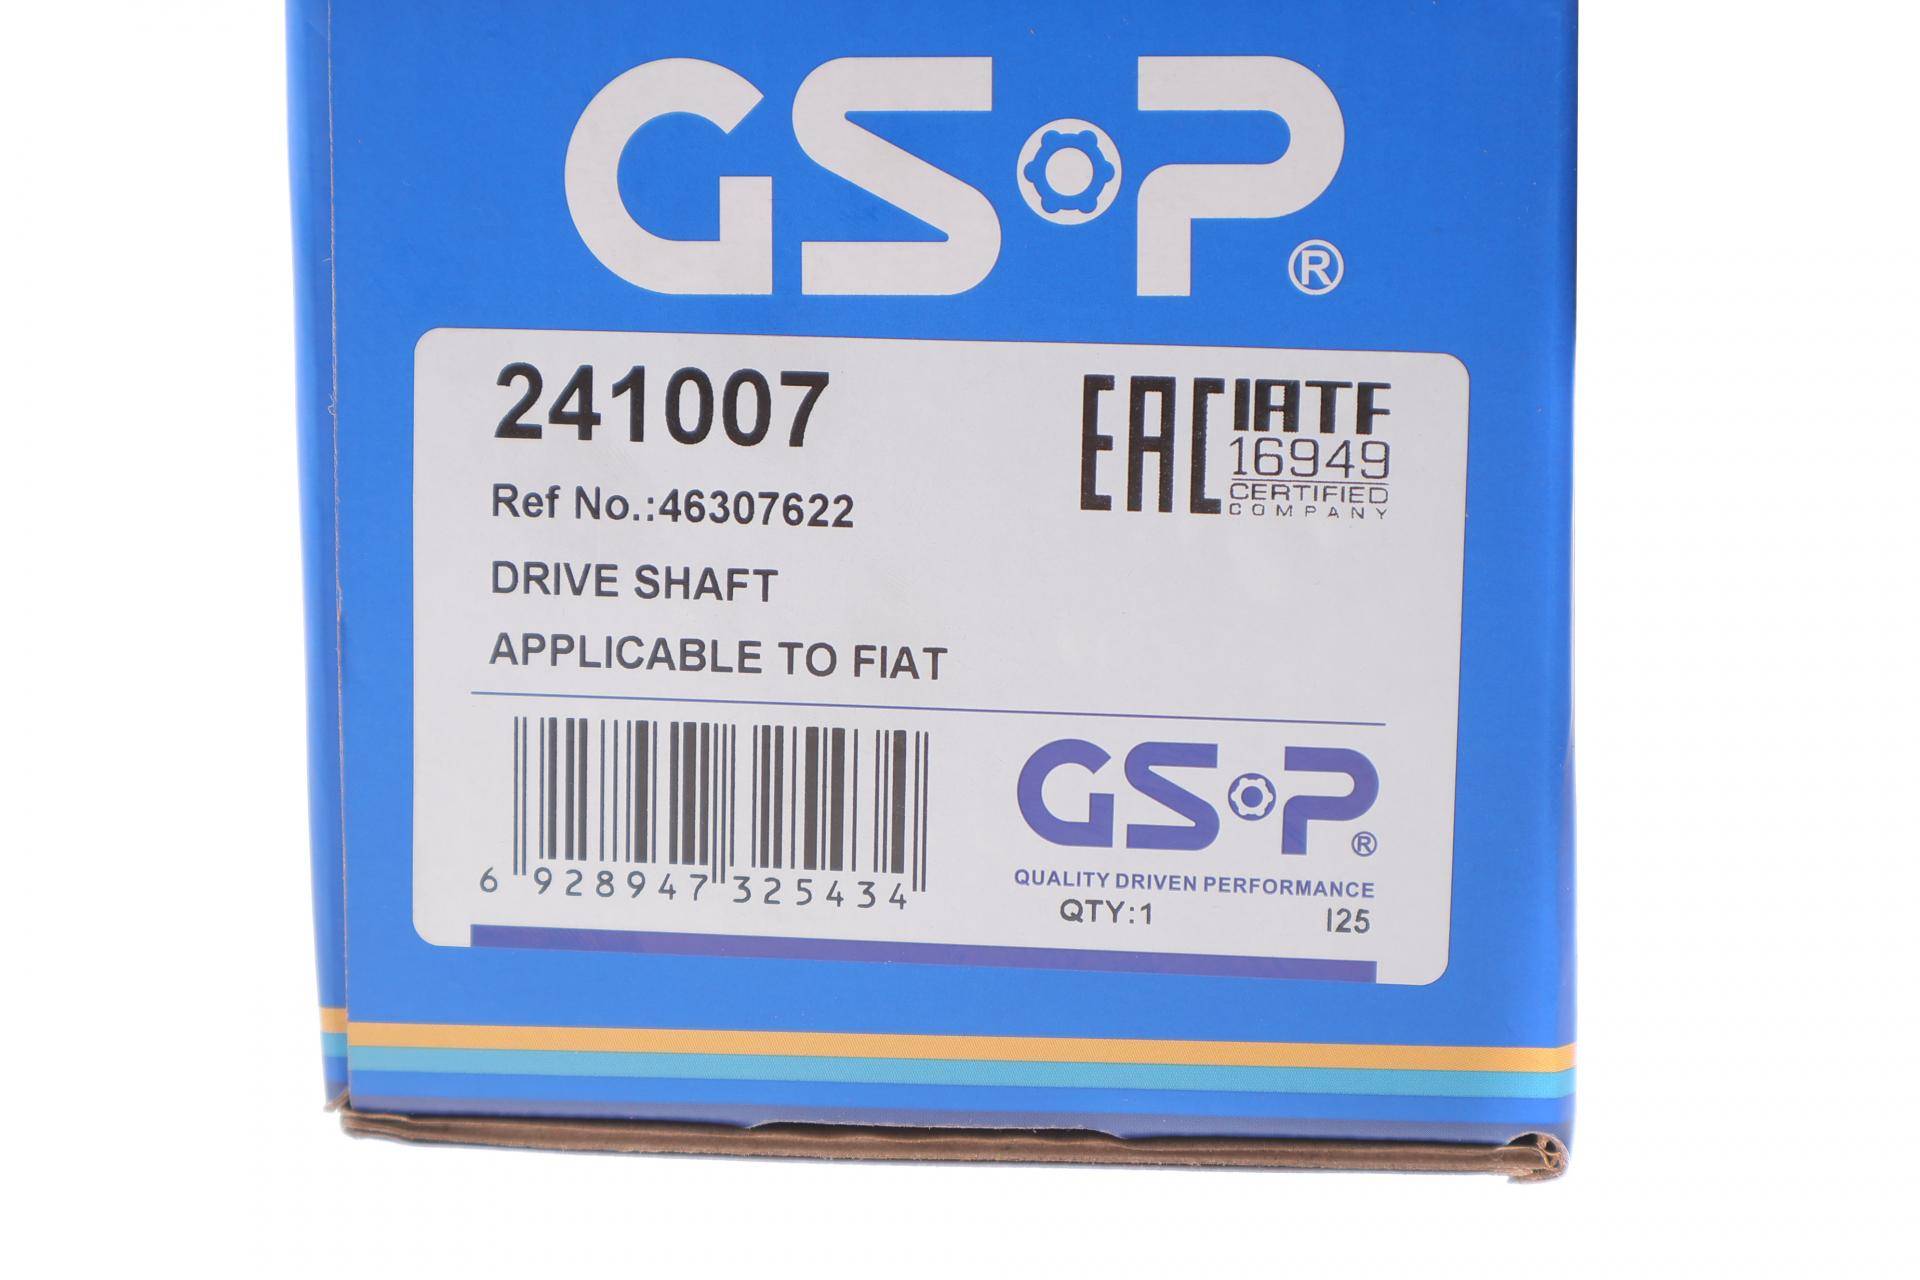 GSP®
241007
EAC IATF
16949
CERTIFIED
COMPANY
Ref No.:46307622
DRIVE SHAFT
APPLICABLE TO FIAT
6 928947 325434
GSP®
QUALITY DRIVEN PERFORMANCE
QTY:1 I25